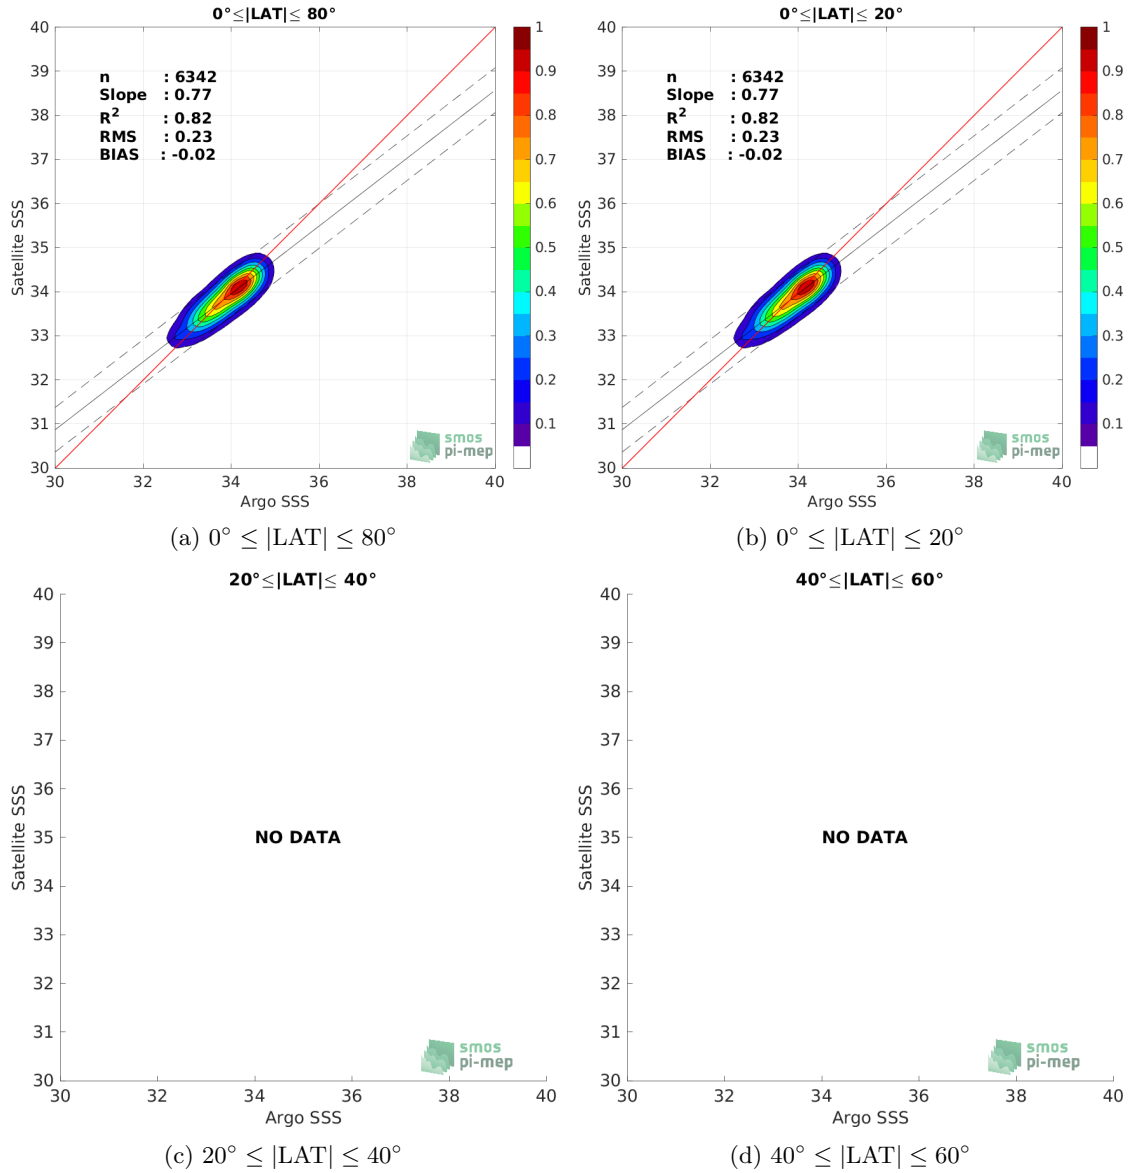 0°≤|LAT|≤ 80°
n : 6342
Slope : 0.77
R² : 0.82
RMS : 0.23
BIAS : -0.02
40
39
38
37
36
35
34
33
32
31
30
Satellite SSS
30 32 34 36 38 40
Argo SSS
1
0.9
0.8
0.7
0.6
0.5
0.4
0.3
0.2
0.1
smos
pi-mep
(a) 0° ≤ |LAT| ≤ 80°
0°≤|LAT|≤ 20°
n : 6342
Slope : 0.77
R² : 0.82
RMS : 0.23
BIAS : -0.02
40
39
38
37
36
35
34
33
32
31
30
Satellite SSS
30 32 34 36 38 40
Argo SSS
1
0.9
0.8
0.7
0.6
0.5
0.4
0.3
0.2
0.1
smos
pi-mep
(b) 0° ≤ |LAT| ≤ 20°
20°≤|LAT|≤ 40°
40
39
38
37
36
35
34
33
32
31
30
Satellite SSS
NO DATA
30 32 34 36 38 40
Argo SSS
smos
pi-mep
(c) 20° ≤ |LAT| ≤ 40°
40°≤|LAT|≤ 60°
40
39
38
37
36
35
34
33
32
31
30
Satellite SSS
NO DATA
30 32 34 36 38 40
Argo SSS
smos
pi-mep
(d) 40° ≤ |LAT| ≤ 60°